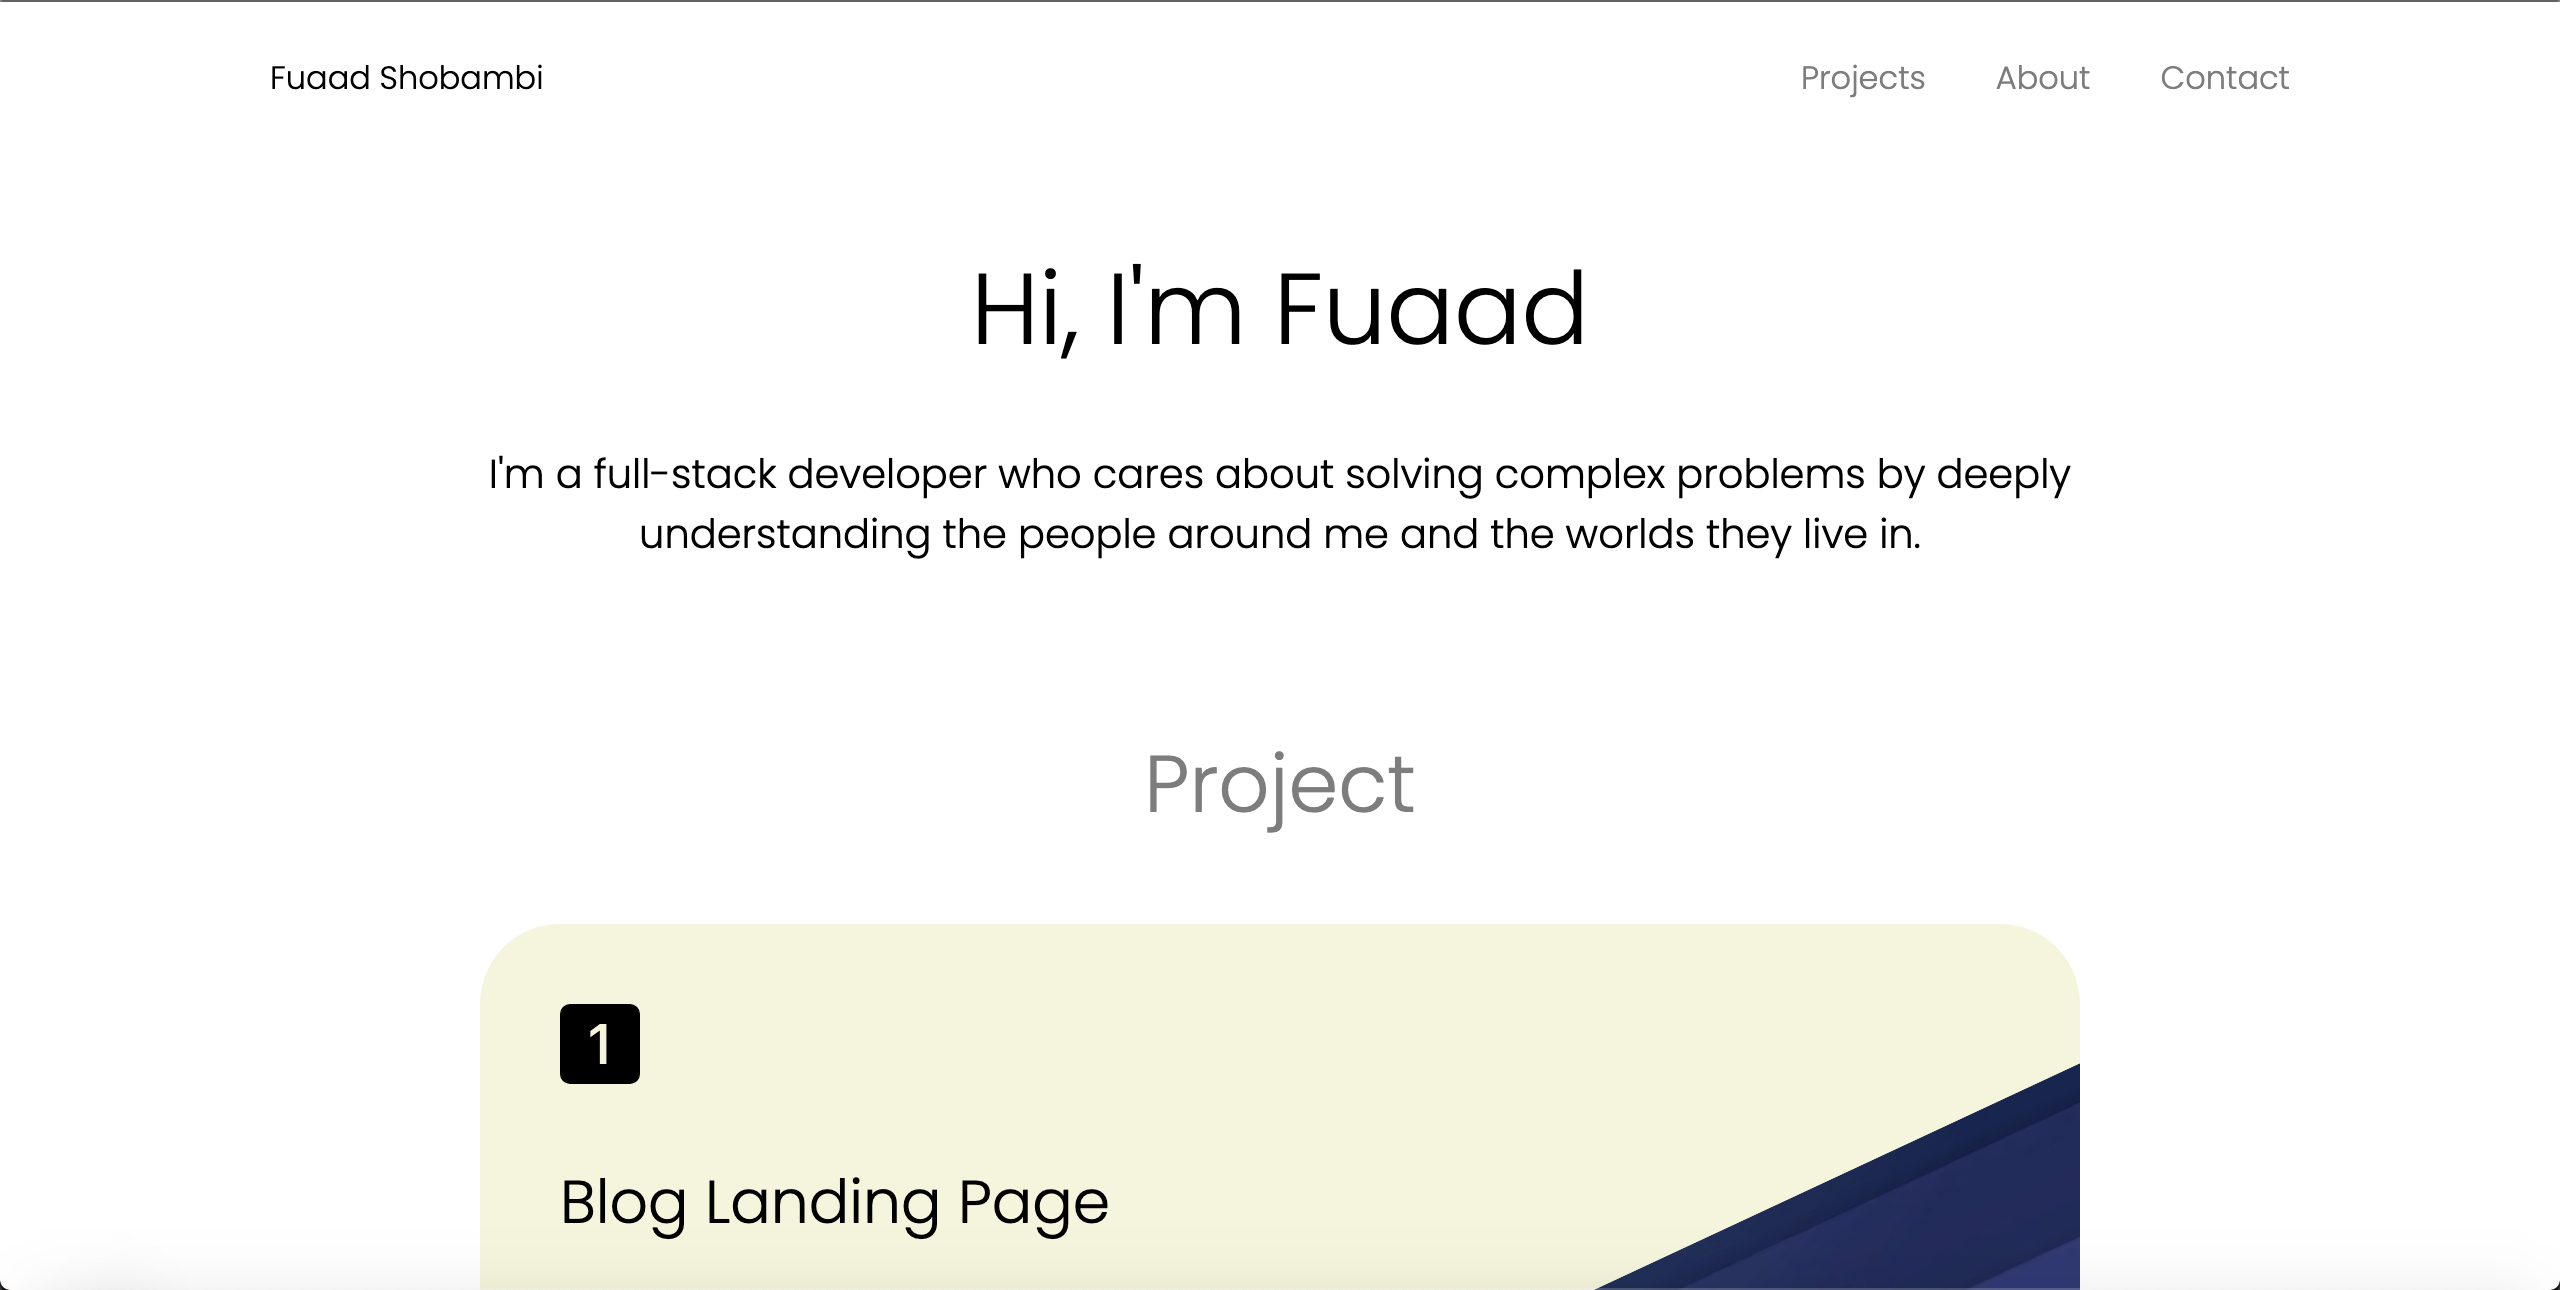 Fuaad Shobambi
Projects About Contact
Hi, I'm Fuaad
I'm a full-stack developer who cares about solving complex problems by deeply
understanding the people around me and the worlds they live in.
Project
1
Blog Landing Page